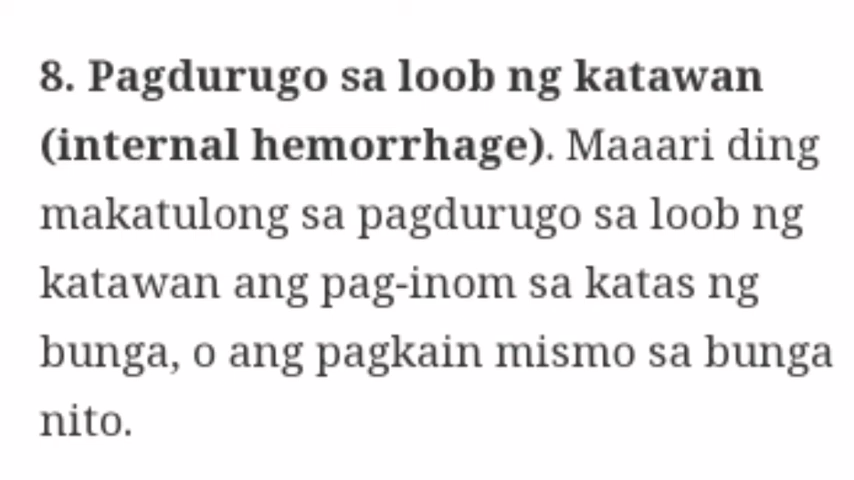 8. Pagdurugo sa loob ng katawan
(internal hemorrhage). Maaari ding
makatulong sa pagdurugo sa loob ng
katawan ang pag-inom sa katas ng
bunga, o ang pagkain mismo sa bunga
nito.